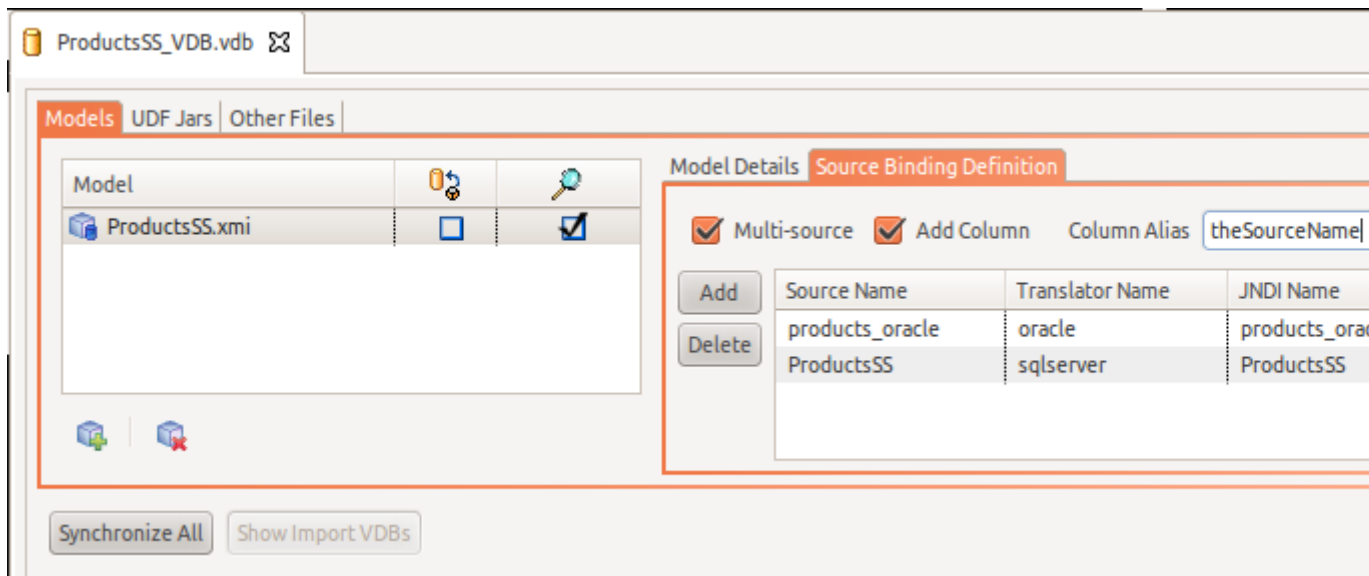 ProductsSS_VDB.vdb
Models UDF Jars Other Files
Model Details Source Binding Definition
Model
ProductsSS.xmi
Multi-source Add Column Column Alias theSourceName
Add
Delete
Source Name Translator Name JNDI Name
products_oracle oracle products_orac
ProductsSS sqlserver ProductsSS
Synchronize All Show Import VDBs